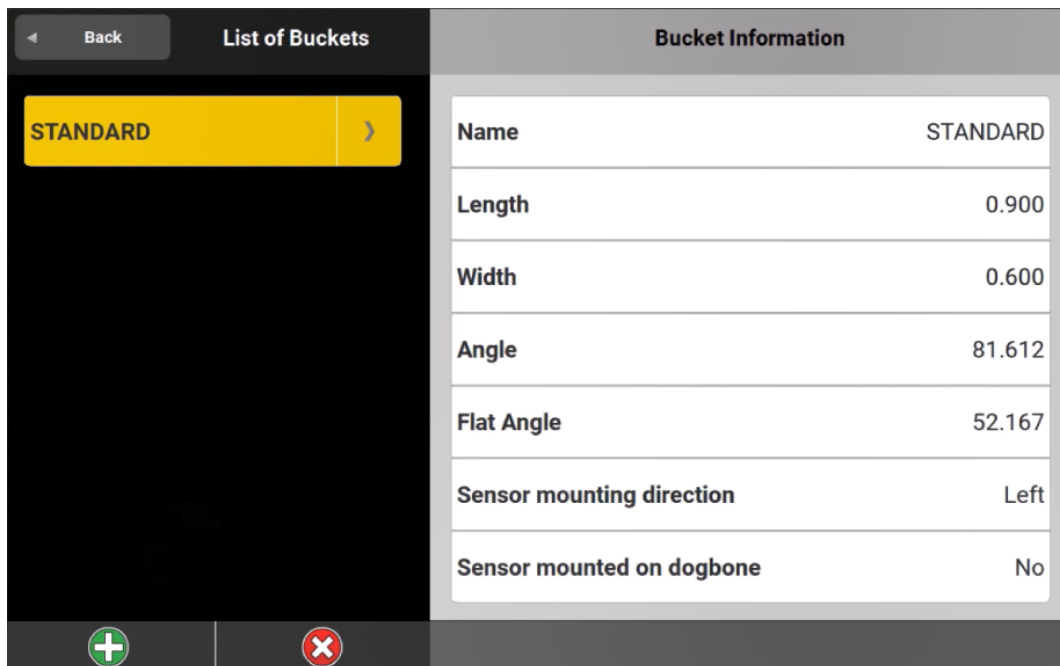 Back
List of Buckets
Bucket Information
STANDARD
Name STANDARD
Length 0.900
Width 0.600
Angle 81.612
Flat Angle 52.167
Sensor mounting direction Left
Sensor mounted on dogbone No